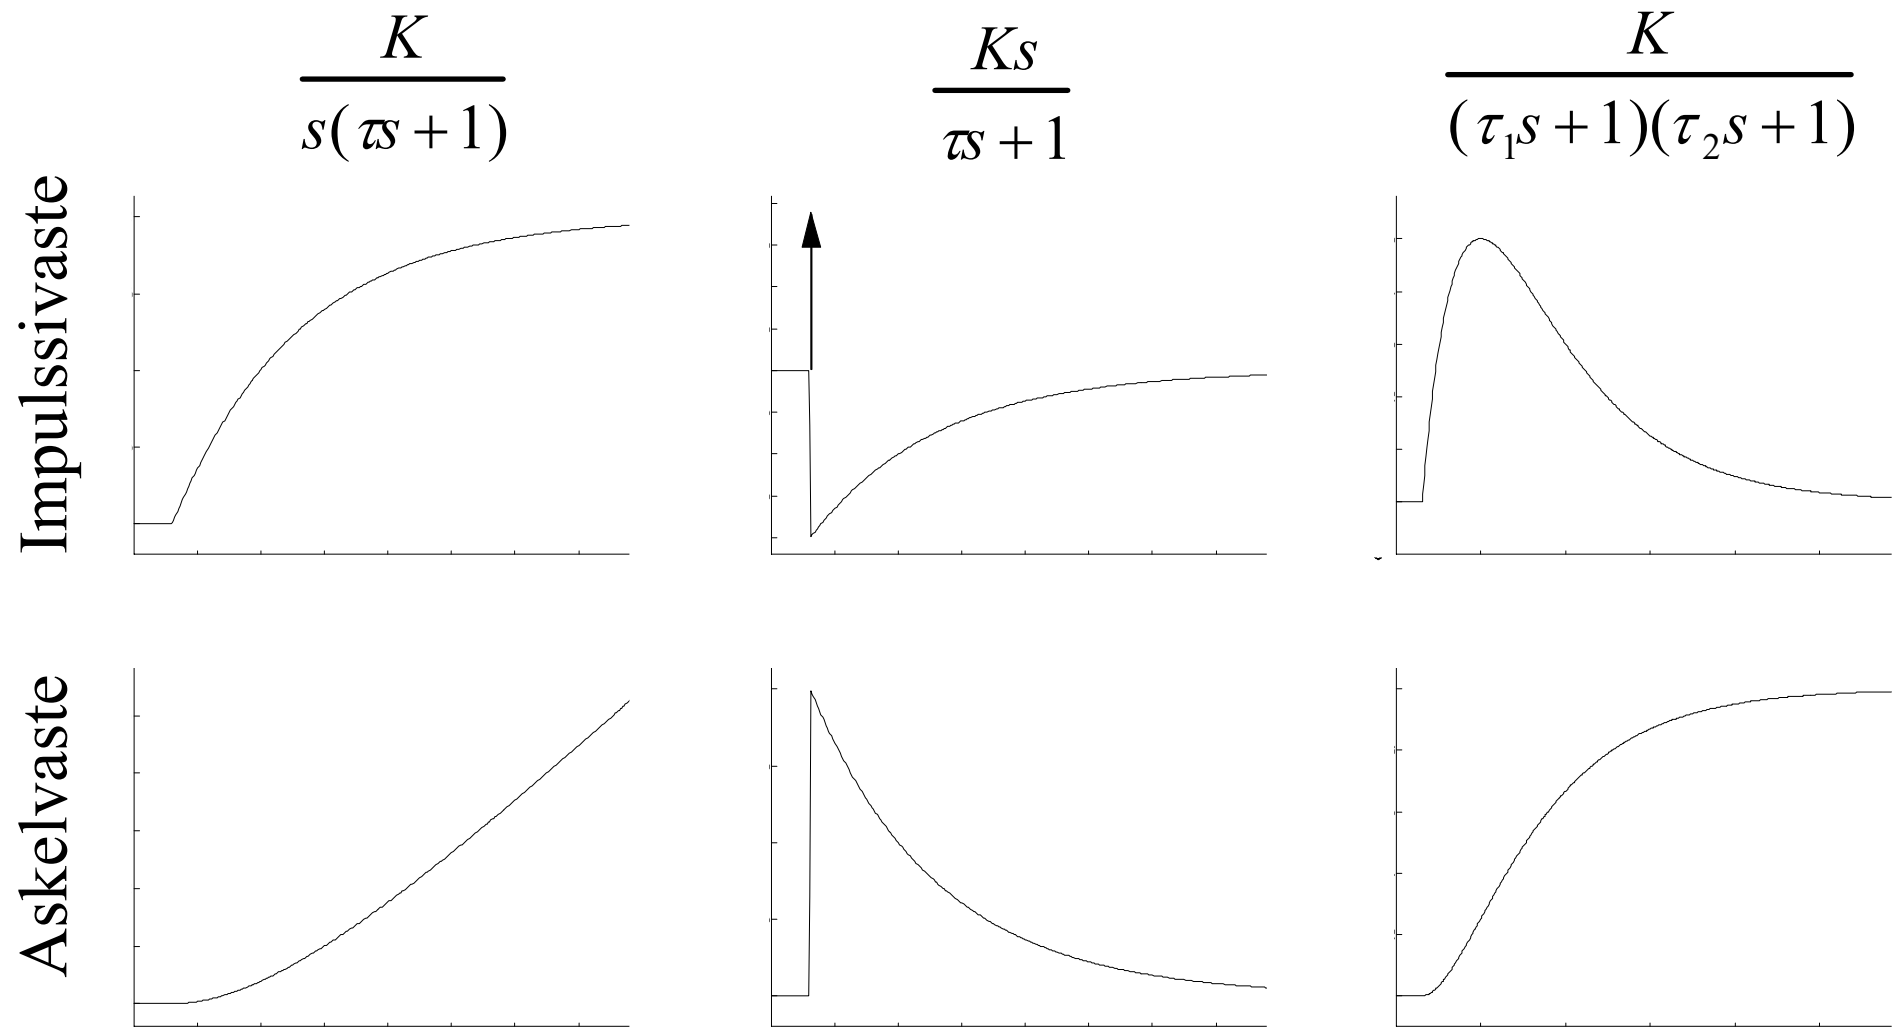 K
s(τs + 1)
Ks
τs + 1
K
(τ₁s + 1)(τ₂s + 1)
Impulssivaste
Askelvaste